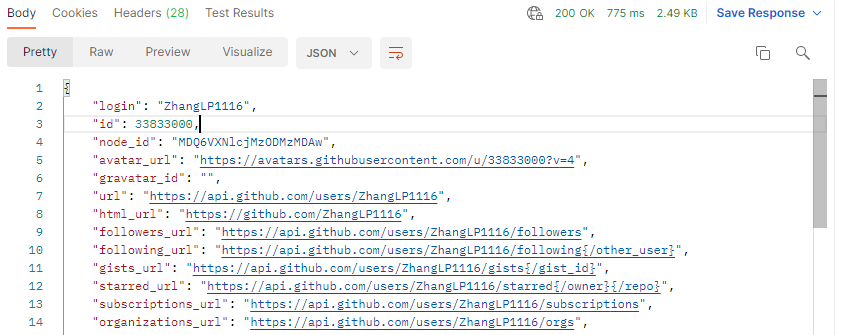 Body Cookies Headers (28) Test Results 200 OK 775 ms 2.49 KB Save Response
Pretty Raw Preview Visualize JSON
1 {
2 "login": "ZhangLP1116",
3 "id": 33833000,
4 "node_id": "MDQ6VXNlcjMzODMzMDAw",
5 "avatar_url": "https://avatars.githubusercontent.com/u/33833000?v=4",
6 "gravatar_id": "",
7 "url": "https://api.github.com/users/ZhangLP1116",
8 "html_url": "https://github.com/ZhangLP1116",
9 "followers_url": "https://api.github.com/users/ZhangLP1116/followers",
10 "following_url": "https://api.github.com/users/ZhangLP1116/following{/other_user}",
11 "gists_url": "https://api.github.com/users/ZhangLP1116/gists{/gist_id}",
12 "starred_url": "https://api.github.com/users/ZhangLP1116/starred{/owner}{/repo}",
13 "subscriptions_url": "https://api.github.com/users/ZhangLP1116/subscriptions",
14 "organizations_url": "https://api.github.com/users/ZhangLP1116/orgs",